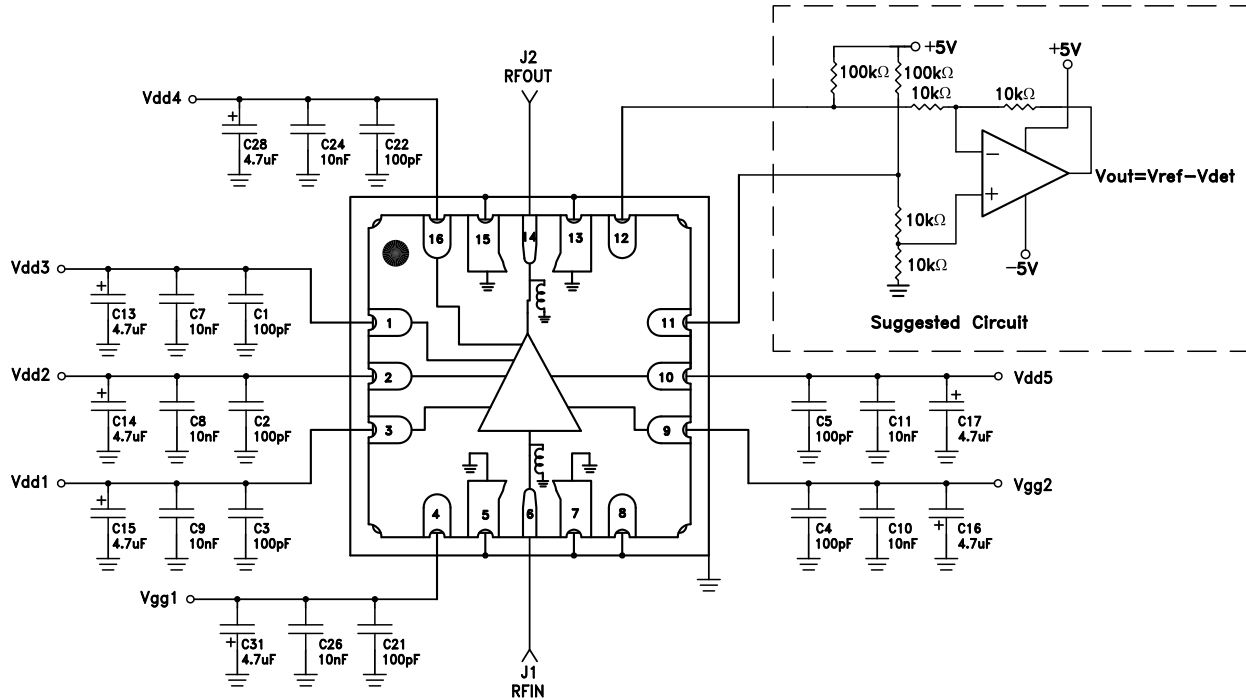 J2
RFOUT
+5V
+5V
100kΩ
100kΩ
10kΩ
10kΩ
Vdd4
+
C28
4.7uF
C24
10nF
C22
100pF
−
+
Vout=Vref−Vdet
10kΩ
10kΩ
−5V
Suggested Circuit
16
15
14
13
12
Vdd3
+
C13
4.7uF
C7
10nF
C1
100pF
1
11
Vdd2
+
C14
4.7uF
C8
10nF
C2
100pF
2
10
Vdd5
C5
100pF
C11
10nF
+
C17
4.7uF
3
9
Vdd1
+
C15
4.7uF
C9
10nF
C3
100pF
4
5
6
7
8
Vgg2
C4
100pF
C10
10nF
+
C16
4.7uF
Vgg1
+
C31
4.7uF
C26
10nF
C21
100pF
J1
RFIN